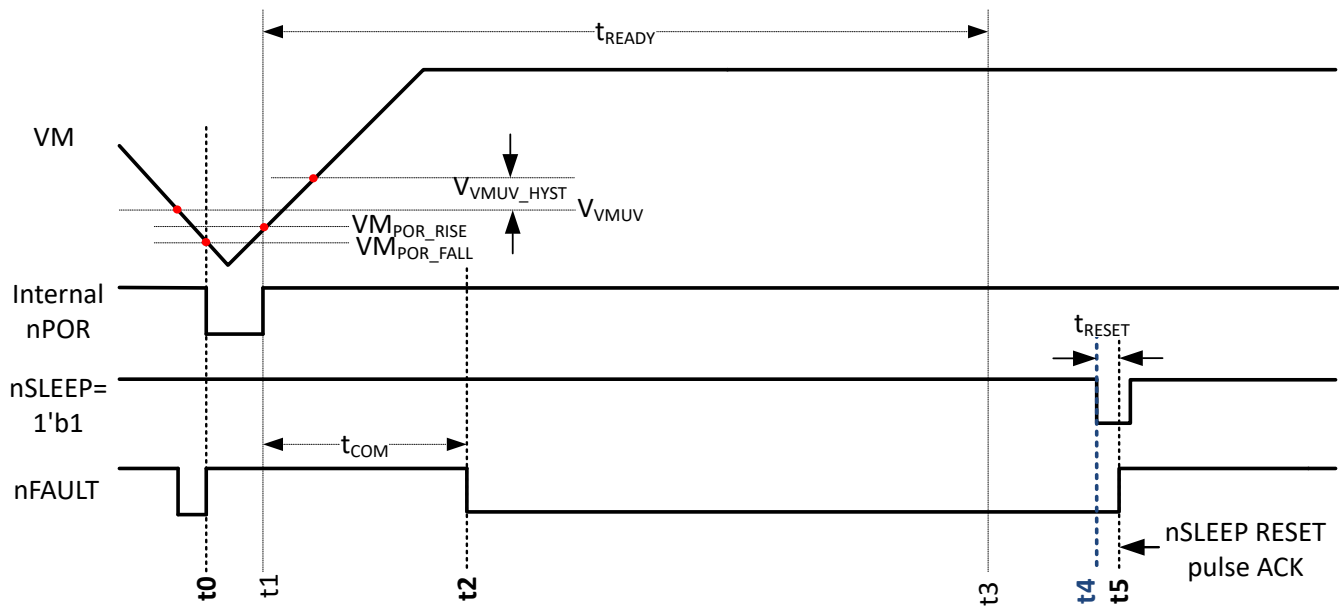 tREADY
VM
VVMUV_HYST
VVMUV
VMPOR_RISE
VMPOR_FALL
Internal
nPOR
tRESET
nSLEEP=
1'b1
tCOM
nFAULT
nSLEEP RESET
pulse ACK
t0
t1
t2
t3
t4
t5